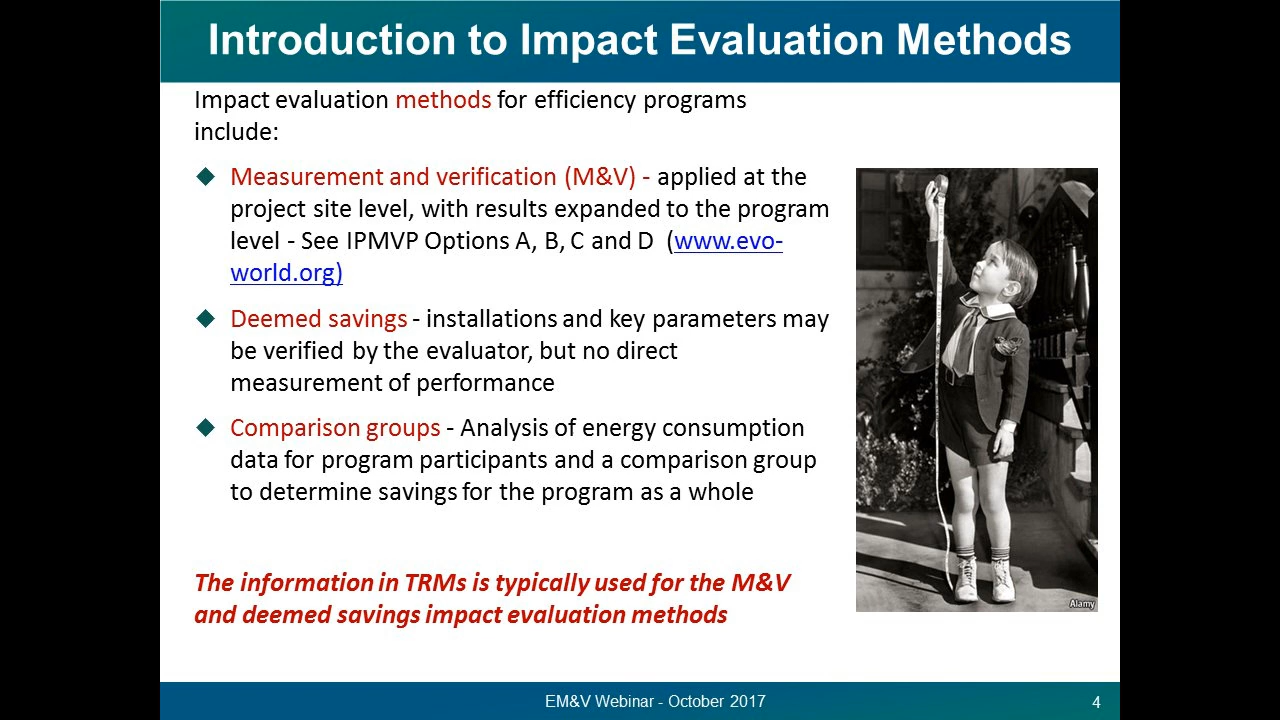 Introduction to Impact Evaluation Methods
Impact evaluation methods for efficiency programs
include:
Measurement and verification (M&V) - applied at the
project site level, with results expanded to the program
level - See IPMVP Options A, B, C and D (www.evo-
world.org)
Deemed savings - installations and key parameters may
be verified by the evaluator, but no direct
measurement of performance
Comparison groups - Analysis of energy consumption
data for program participants and a comparison group
to determine savings for the program as a whole
The information in TRMs is typically used for the M&V
and deemed savings impact evaluation methods
Alamy
EM&V Webinar - October 2017
4